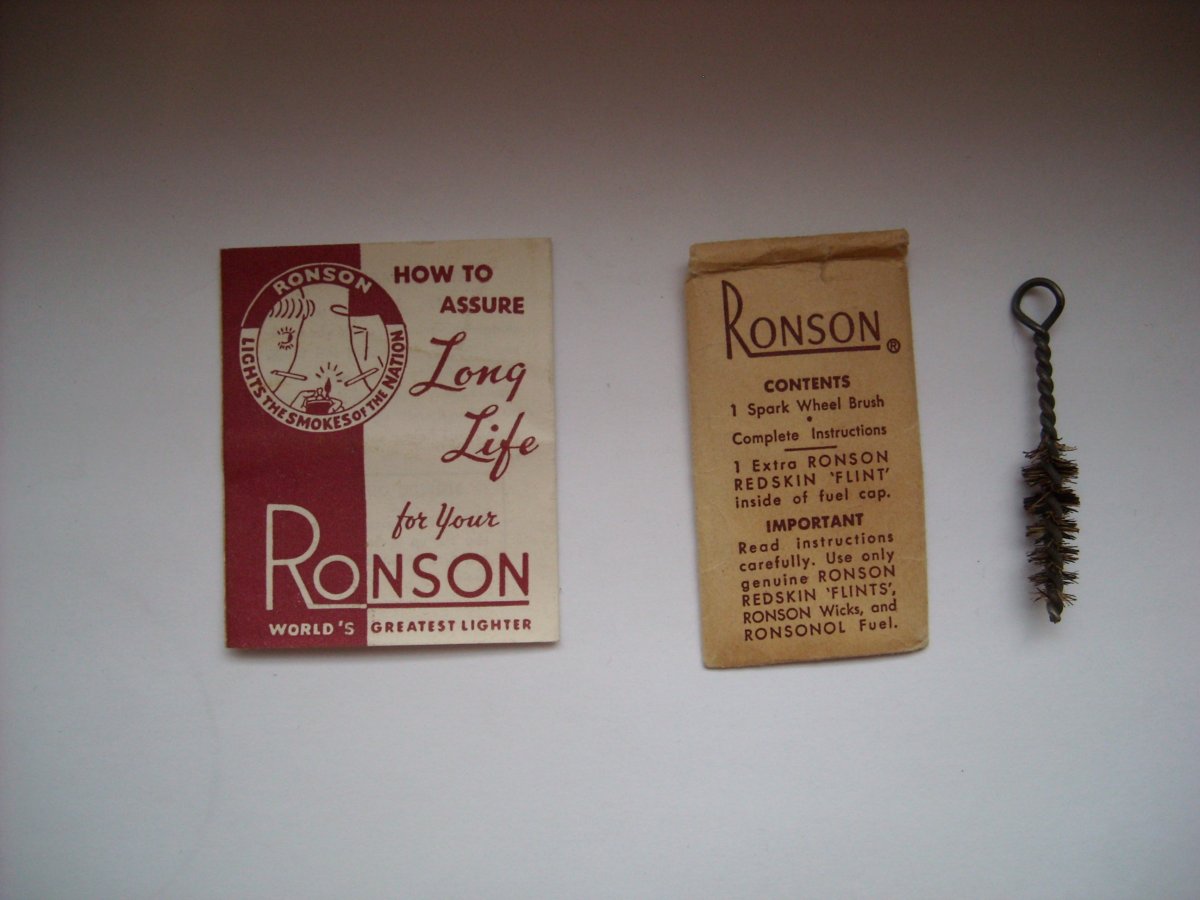 RONSON
LIGHTS THE SMOKES OF THE NATION
HOW TO
ASSURE
Long
Life
for Your
RONSON
WORLD'S GREATEST LIGHTER
RONSON ®
CONTENTS
1 Spark Wheel Brush
•
Complete Instructions
1 Extra RONSON
REDSKIN 'FLINT'
inside of fuel cap.
IMPORTANT
Read instructions
carefully. Use only
genuine RONSON
REDSKIN 'FLINTS',
RONSON Wicks, and
RONSONOL Fuel.